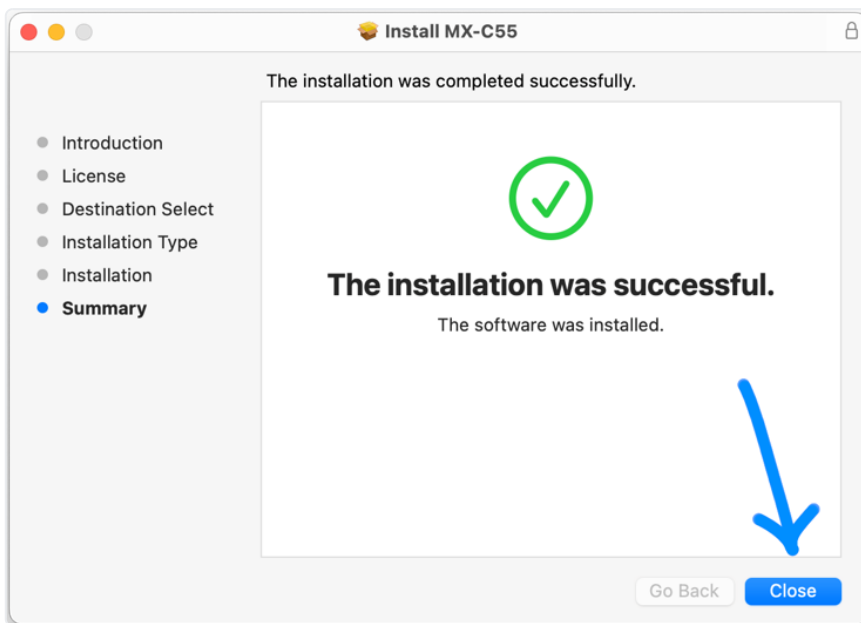 Install MX-C55
The installation was completed successfully.
Introduction
License
Destination Select
Installation Type
Installation
Summary
The installation was successful.
The software was installed.
Go Back
Close